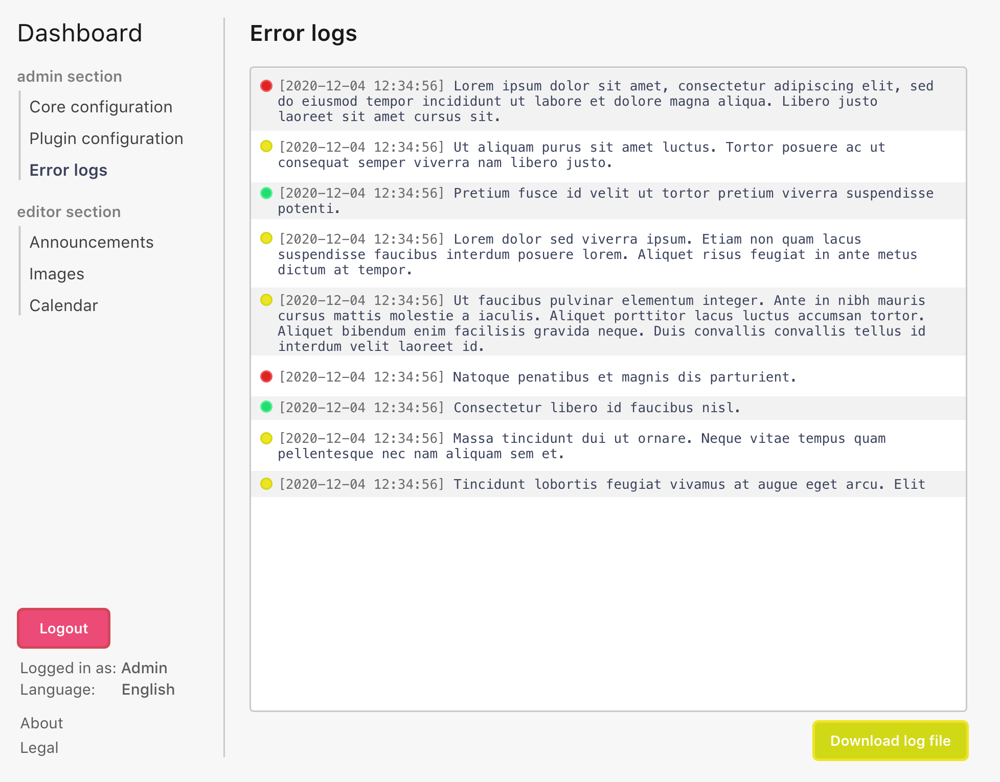 Dashboard
admin section
Core configuration
Plugin configuration
Error logs
editor section
Announcements
Images
Calendar
Logout
Logged in as: Admin
Language: English
About
Legal
Error logs
[2020-12-04 12:34:56] Lorem ipsum dolor sit amet, consectetur adipiscing elit, sed
do eiusmod tempor incididunt ut labore et dolore magna aliqua. Libero justo
laoreet sit amet cursus sit.
[2020-12-04 12:34:56] Ut aliquam purus sit amet luctus. Tortor posuere ac ut
consequat semper viverra nam libero justo.
[2020-12-04 12:34:56] Pretium fusce id velit ut tortor pretium viverra suspendisse
potenti.
[2020-12-04 12:34:56] Lorem dolor sed viverra ipsum. Etiam non quam lacus
suspendisse faucibus interdum posuere lorem. Aliquet risus feugiat in ante metus
dictum at tempor.
[2020-12-04 12:34:56] Ut faucibus pulvinar elementum integer. Ante in nibh mauris
cursus mattis molestie a iaculis. Aliquet porttitor lacus luctus accumsan tortor.
Aliquet bibendum enim facilisis gravida neque. Duis convallis convallis tellus id
interdum velit laoreet id.
[2020-12-04 12:34:56] Natoque penatibus et magnis dis parturient.
[2020-12-04 12:34:56] Consectetur libero id faucibus nisl.
[2020-12-04 12:34:56] Massa tincidunt dui ut ornare. Neque vitae tempus quam
pellentesque nec nam aliquam sem et.
[2020-12-04 12:34:56] Tincidunt lobortis feugiat vivamus at augue eget arcu. Elit
Download log file